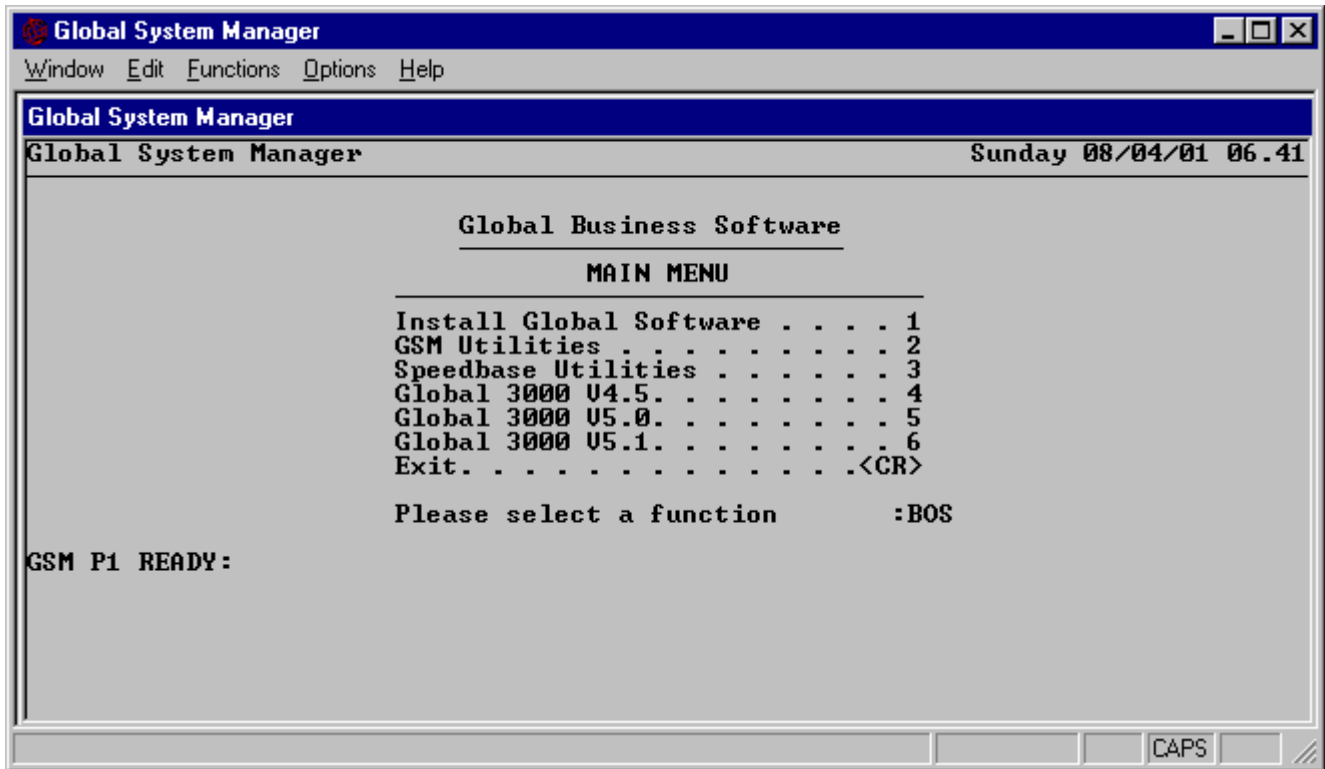 Global System Manager
Window Edit Functions Options Help
Global System Manager
Global System Manager Sunday 08/04/01 06.41
Global Business Software
MAIN MENU
Install Global Software . . . . 1
GSM Utilities . . . . . . . . . 2
Speedbase Utilities . . . . . . 3
Global 3000 V4.5. . . . . . . . 4
Global 3000 V5.0. . . . . . . . 5
Global 3000 V5.1. . . . . . . . 6
Exit. . . . . . . . . . . . . .<CR>
Please select a function :BOS
GSM P1 READY:
CAPS